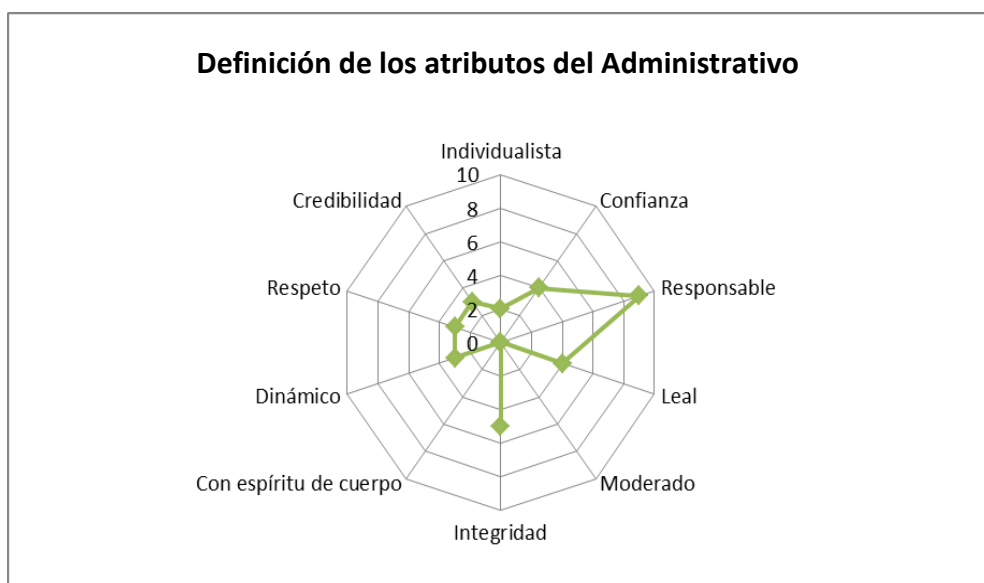 Definición de los atributos del Administrativo
Individualista
10
Credibilidad
Confianza
8
6
Respeto
4
Responsable
2
0
Dinámico
Leal
Con espíritu de cuerpo
Moderado
Integridad